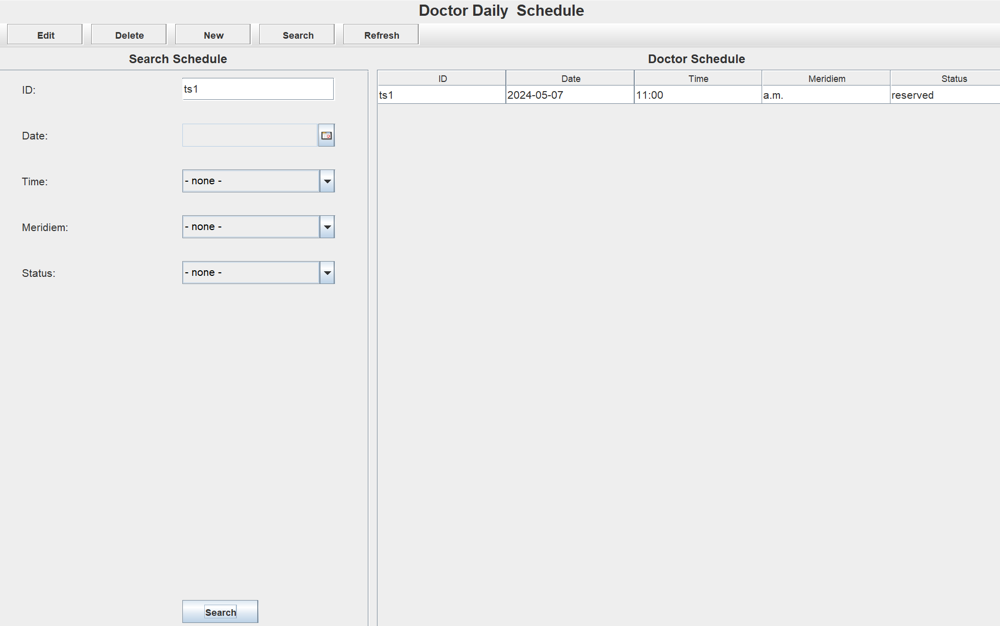 Doctor Daily  Schedule
Edit Delete New Search Refresh
Search Schedule
ID: ts1
Date:
Time: - none -
Meridiem: - none -
Status: - none -
Search
Doctor Schedule
ID Date Time Meridiem Status
ts1 2024-05-07 11:00 a.m. reserved